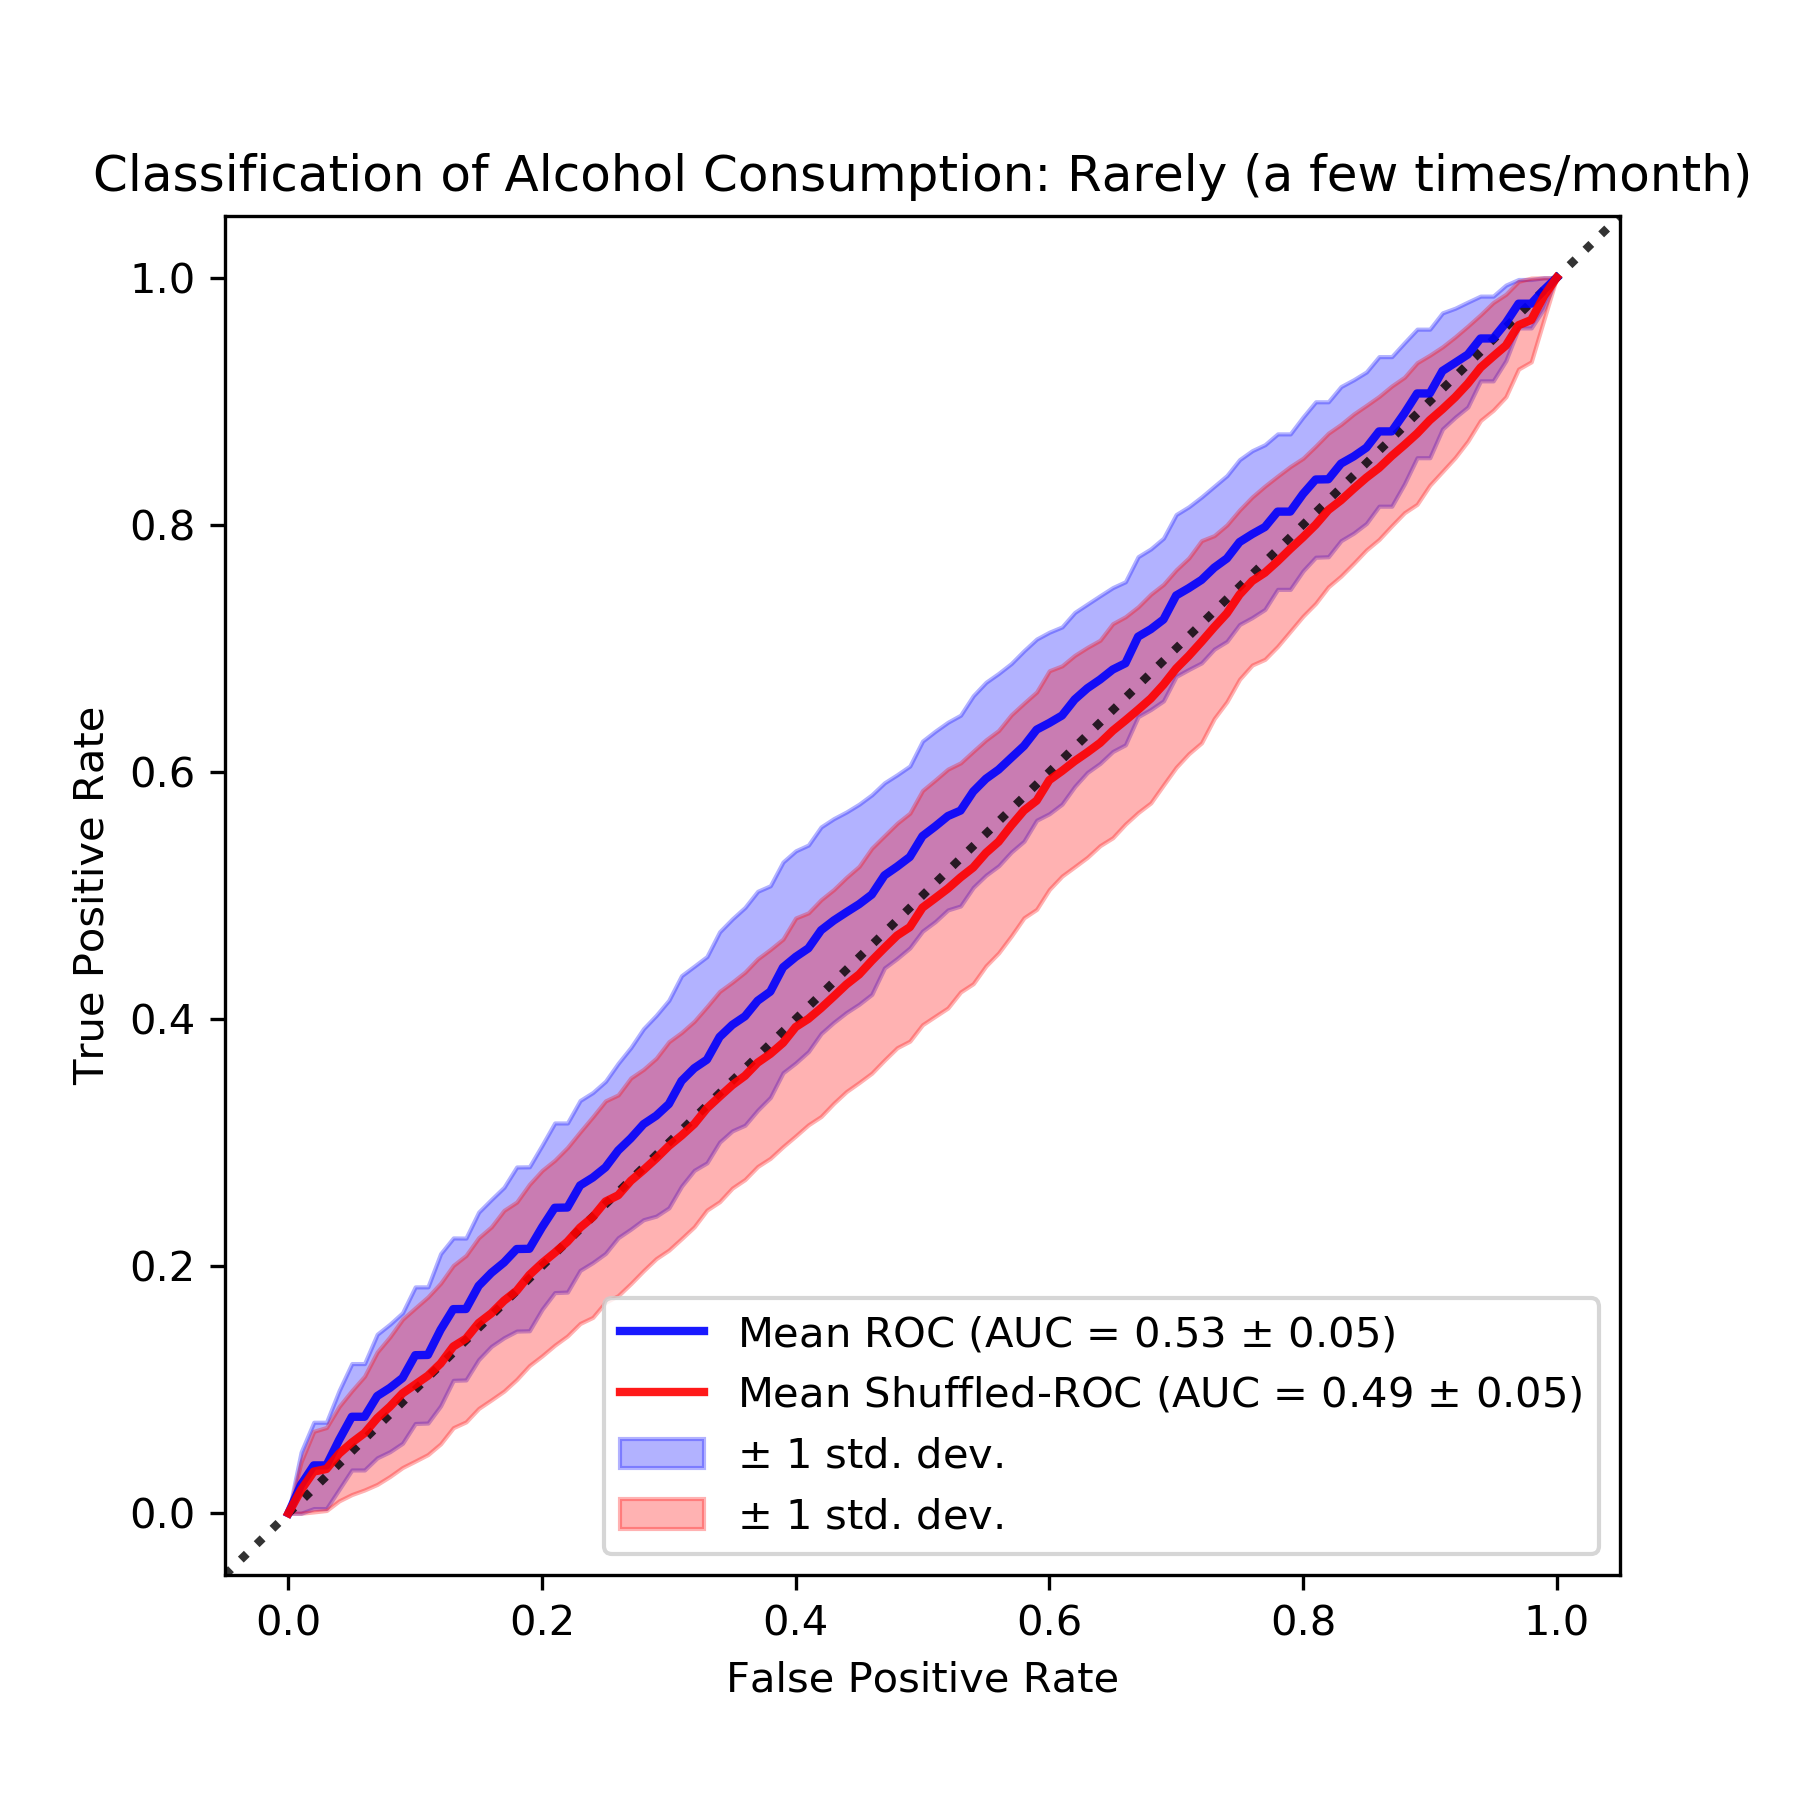 Classification of Alcohol Consumption: Rarely (a few times/month)
True Positive Rate
1.0
0.8
0.6
0.4
0.2
0.0
Mean ROC (AUC = 0.53 ± 0.05)
Mean Shuffled-ROC (AUC = 0.49 ± 0.05)
± 1 std. dev.
± 1 std. dev.
0.0 0.2 0.4 0.6 0.8 1.0
False Positive Rate